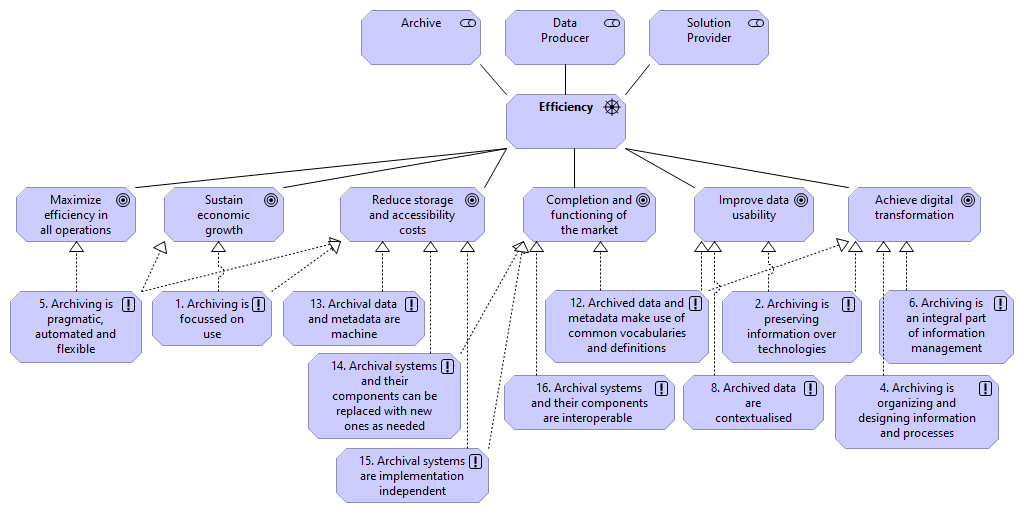 Archive
Data
Producer
Solution
Provider
Efficiency
Maximize
efficiency in
all operations
Sustain
economic
growth
Reduce storage
and accessibility
costs
Completion and
functioning of
the market
Improve data
usability
Achieve digital
transformation
5. Archiving is
pragmatic,
automated and
flexible
1. Archiving is
focussed on
use
13. Archival data
and metadata are
machine
12. Archived data and
metadata make use of
common vocabularies
and definitions
2. Archiving is
preserving
information over
technologies
6. Archiving is
an integral part
of information
management
14. Archival systems
and their
components can be
replaced with new
ones as needed
16. Archival systems
and their components
are interoperable
8. Archived data
are
contextualised
4. Archiving is
organizing and
designing information
and processes
15. Archival systems
are implementation
independent